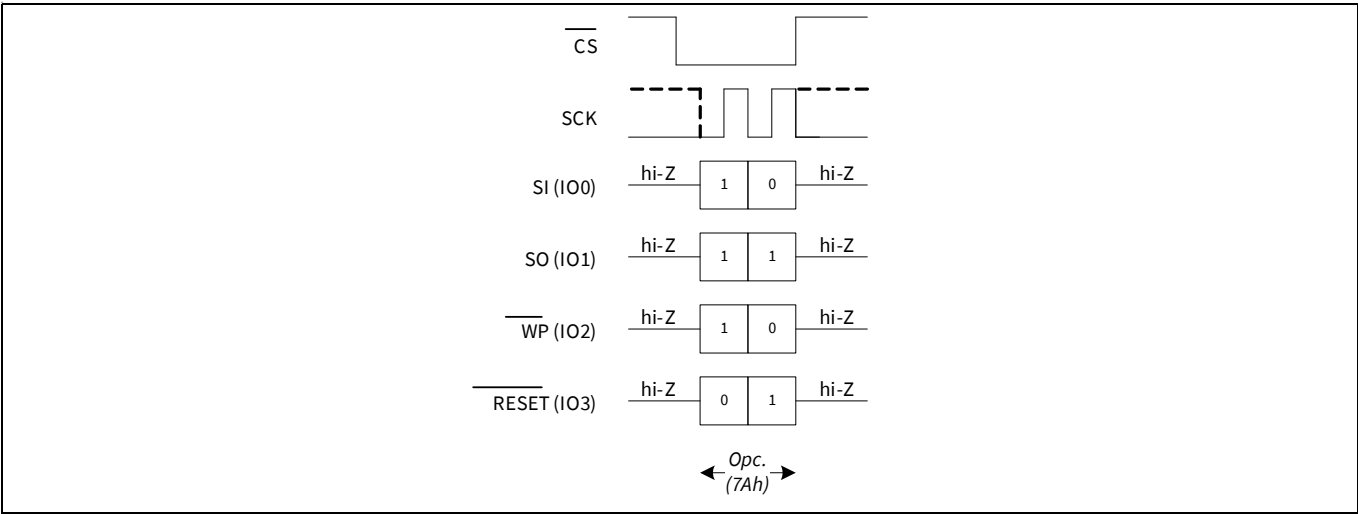 CS
SCK
SI (IO0) hi-Z 1 0 hi-Z
SO (IO1) hi-Z 1 1 hi-Z
WP (IO2) hi-Z 1 0 hi-Z
RESET (IO3) hi-Z 0 1 hi-Z
Opc.
(7Ah)